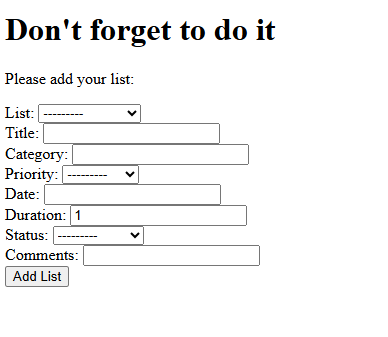 Don't forget to do it
Please add your list:
List: ---------
Title:
Category:
Priority: ---------
Date:
Duration: 1
Status: ---------
Comments:
Add List